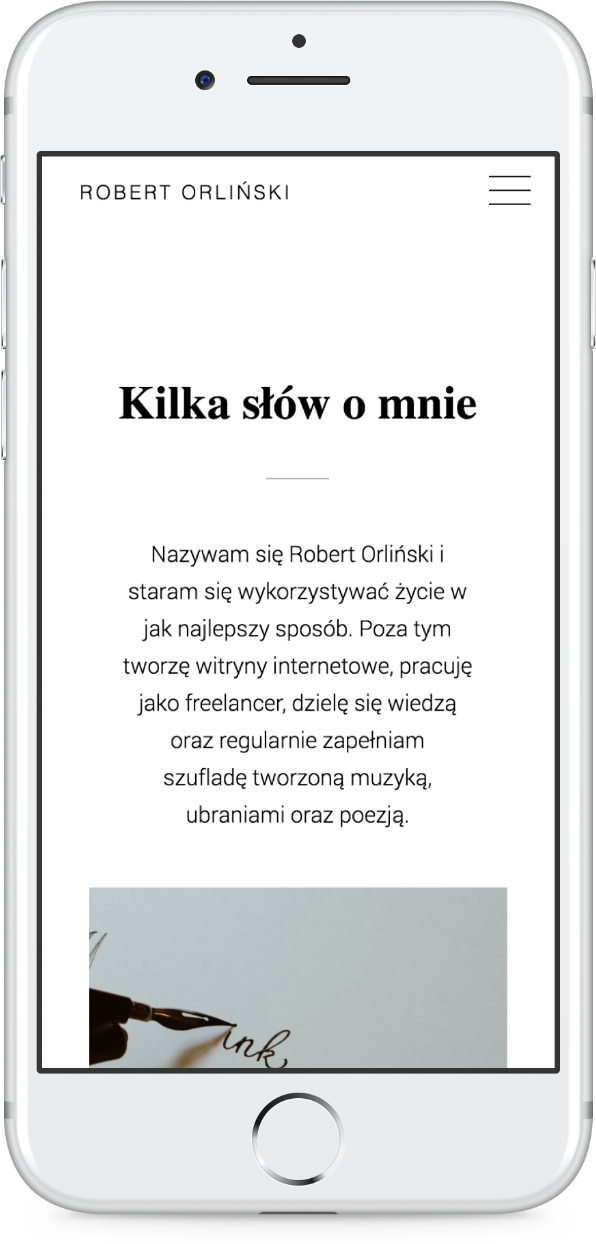 ROBERT ORLIŃSKI
Kilka słów o mnie
Nazywam się Robert Orliński i
staram się wykorzystywać życie w
jak najlepszy sposób. Poza tym
tworzę witryny internetowe, pracuję
jako freelancer, dzielę się wiedzą
oraz regularnie zapełniam
szufladę tworzoną muzyką,
ubraniami oraz poezją.
ink